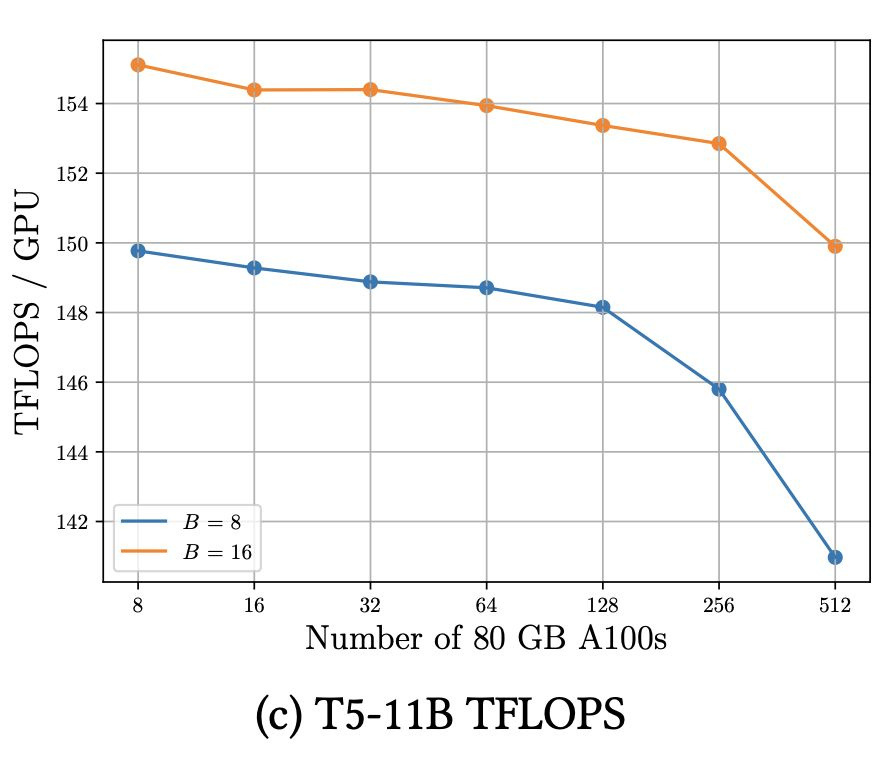 154
152
150
148
146
144
142
TFLOPS / GPU
B = 8
B = 16
8 16 32 64 128 256 512
Number of 80 GB A100s
(c) T5-11B TFLOPS